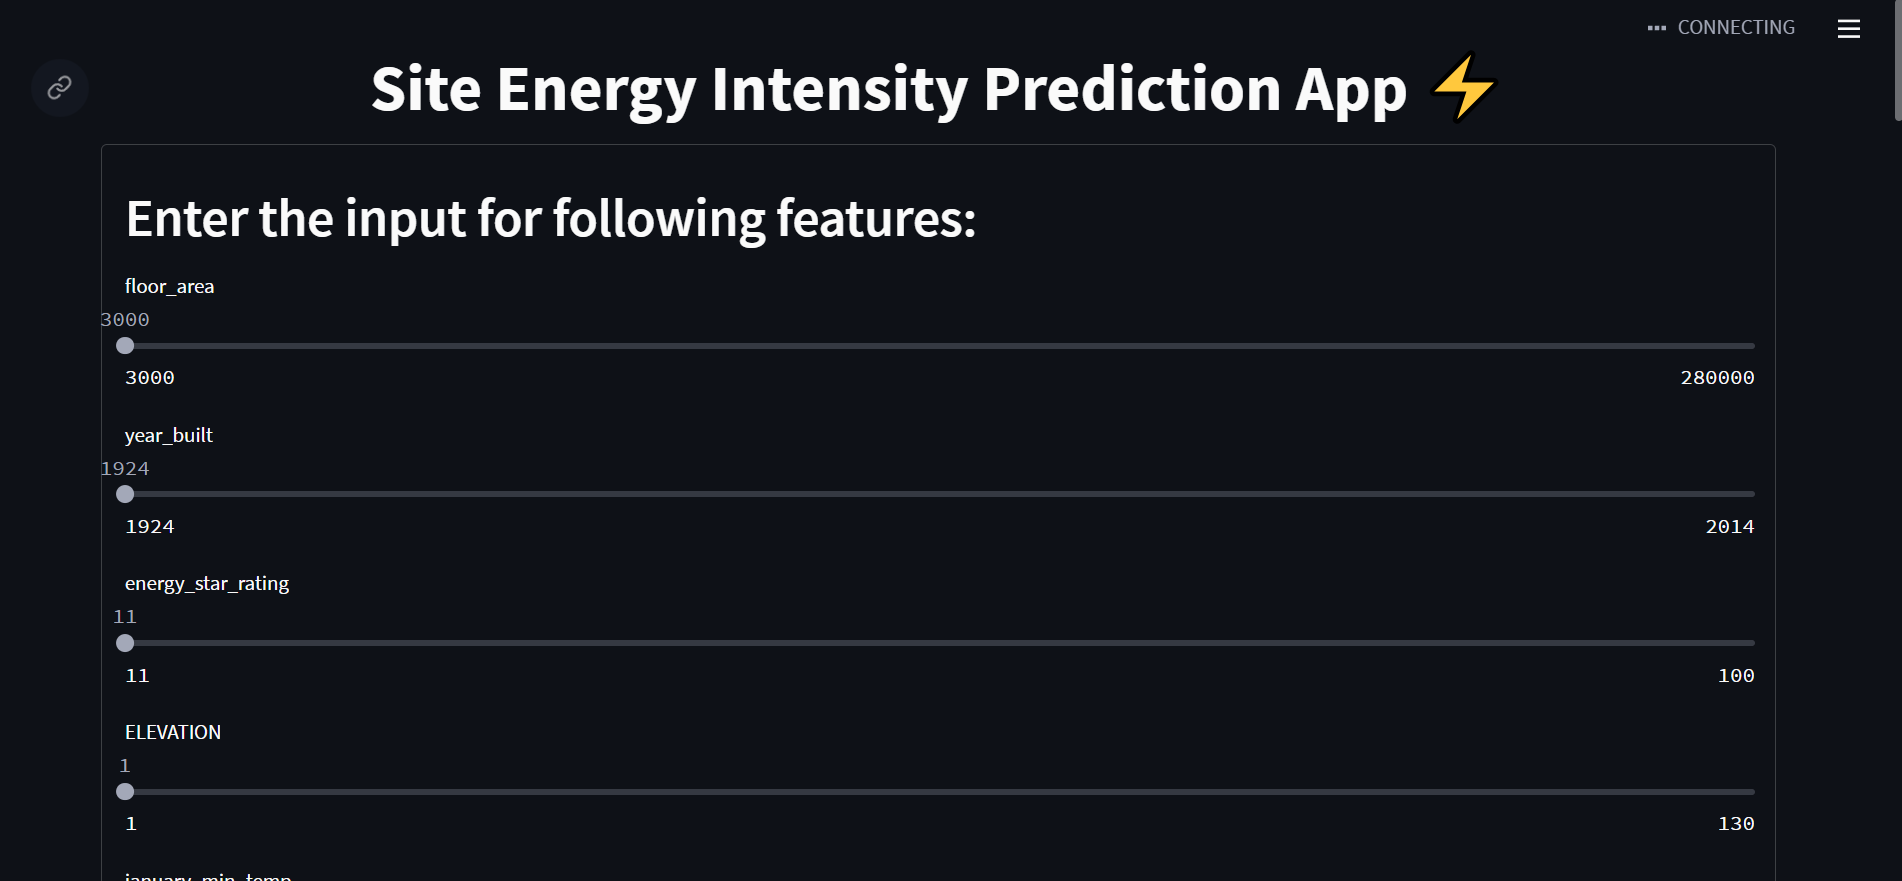 CONNECTING
Site Energy Intensity Prediction App ⚡
Enter the input for following features:
floor_area
3000
3000 280000
year_built
1924
1924 2014
energy_star_rating
11
11 100
ELEVATION
1
1 130
january_min_temp